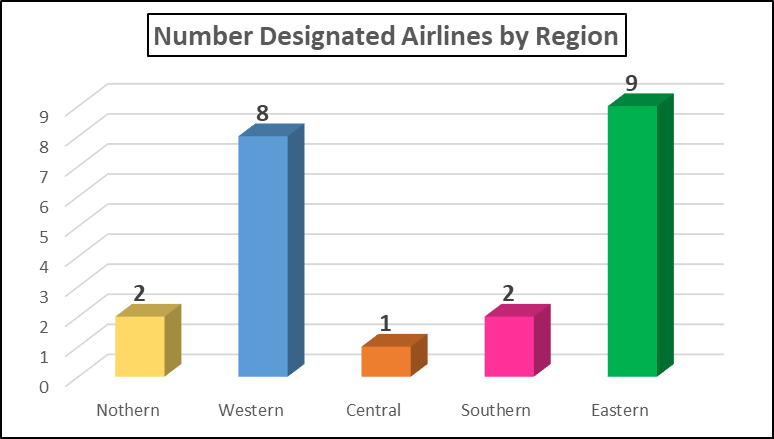 Number Designated Airlines by Region
9
8
7
6
5
4
3
2
1
0
2
8
1
2
9
Nothern
Western
Central
Southern
Eastern